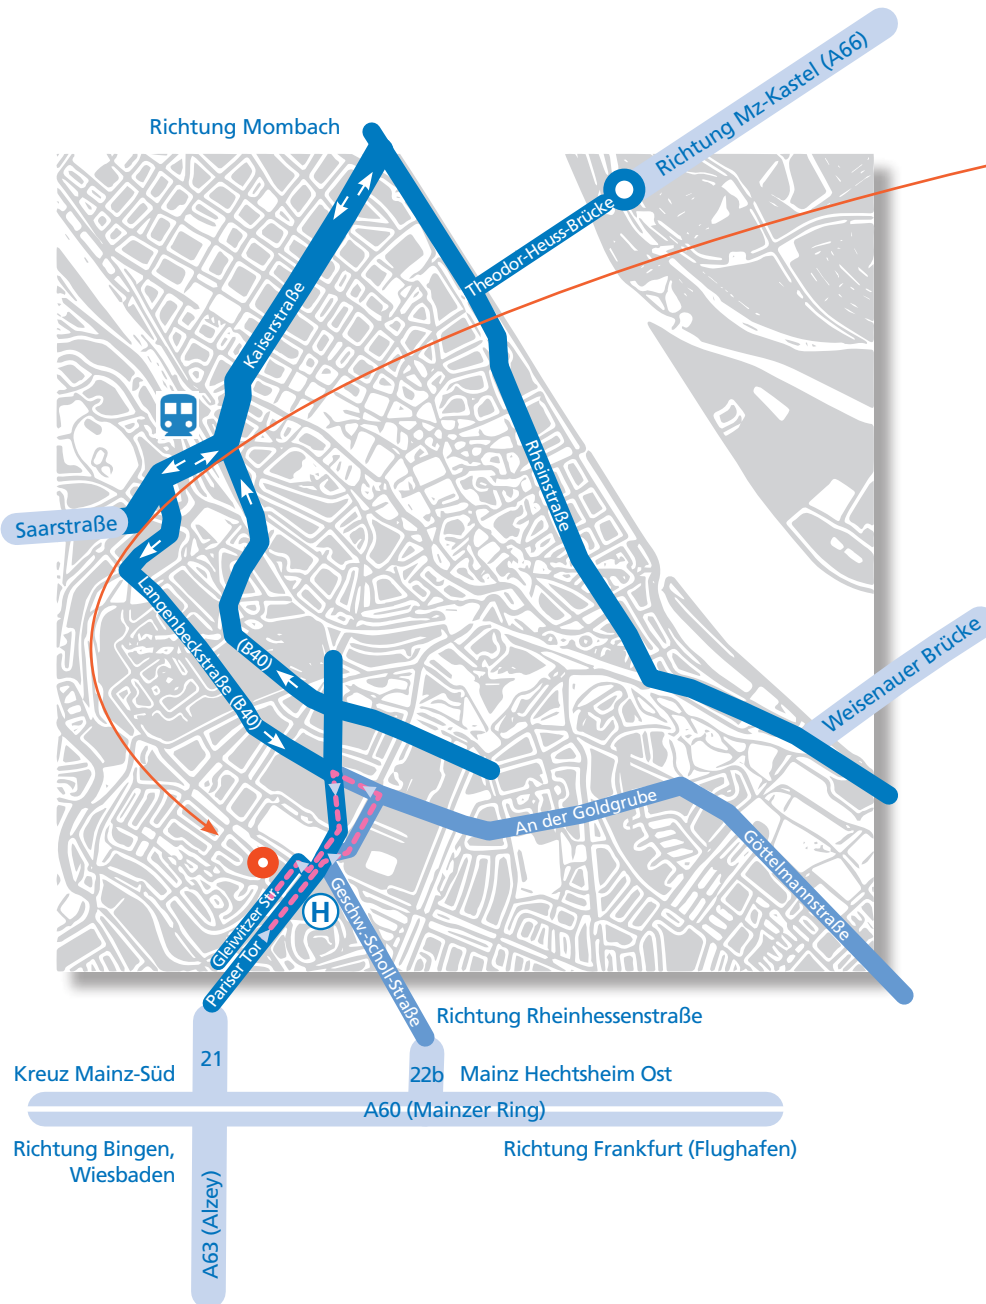 Richtung Mz-Kastel (A66)
Richtung Mombach
Theodor-Heuss-Brücke
Kaiserstraße
Rheinstraße
Saarstraße
Langenbeckstraße (B40)
(B40)
Weisenauer Brücke
An der Goldgrube
Göttelmannstraße
Gleiwitzer Str.
Pariser Tor
H
Geschw.-Scholl-Straße
Richtung Rheinhessenstraße
21
Kreuz Mainz-Süd
22b
Mainz Hechtsheim Ost
A60 (Mainzer Ring)
Richtung Bingen,
Wiesbaden
Richtung Frankfurt (Flughafen)
A63 (Alzey)